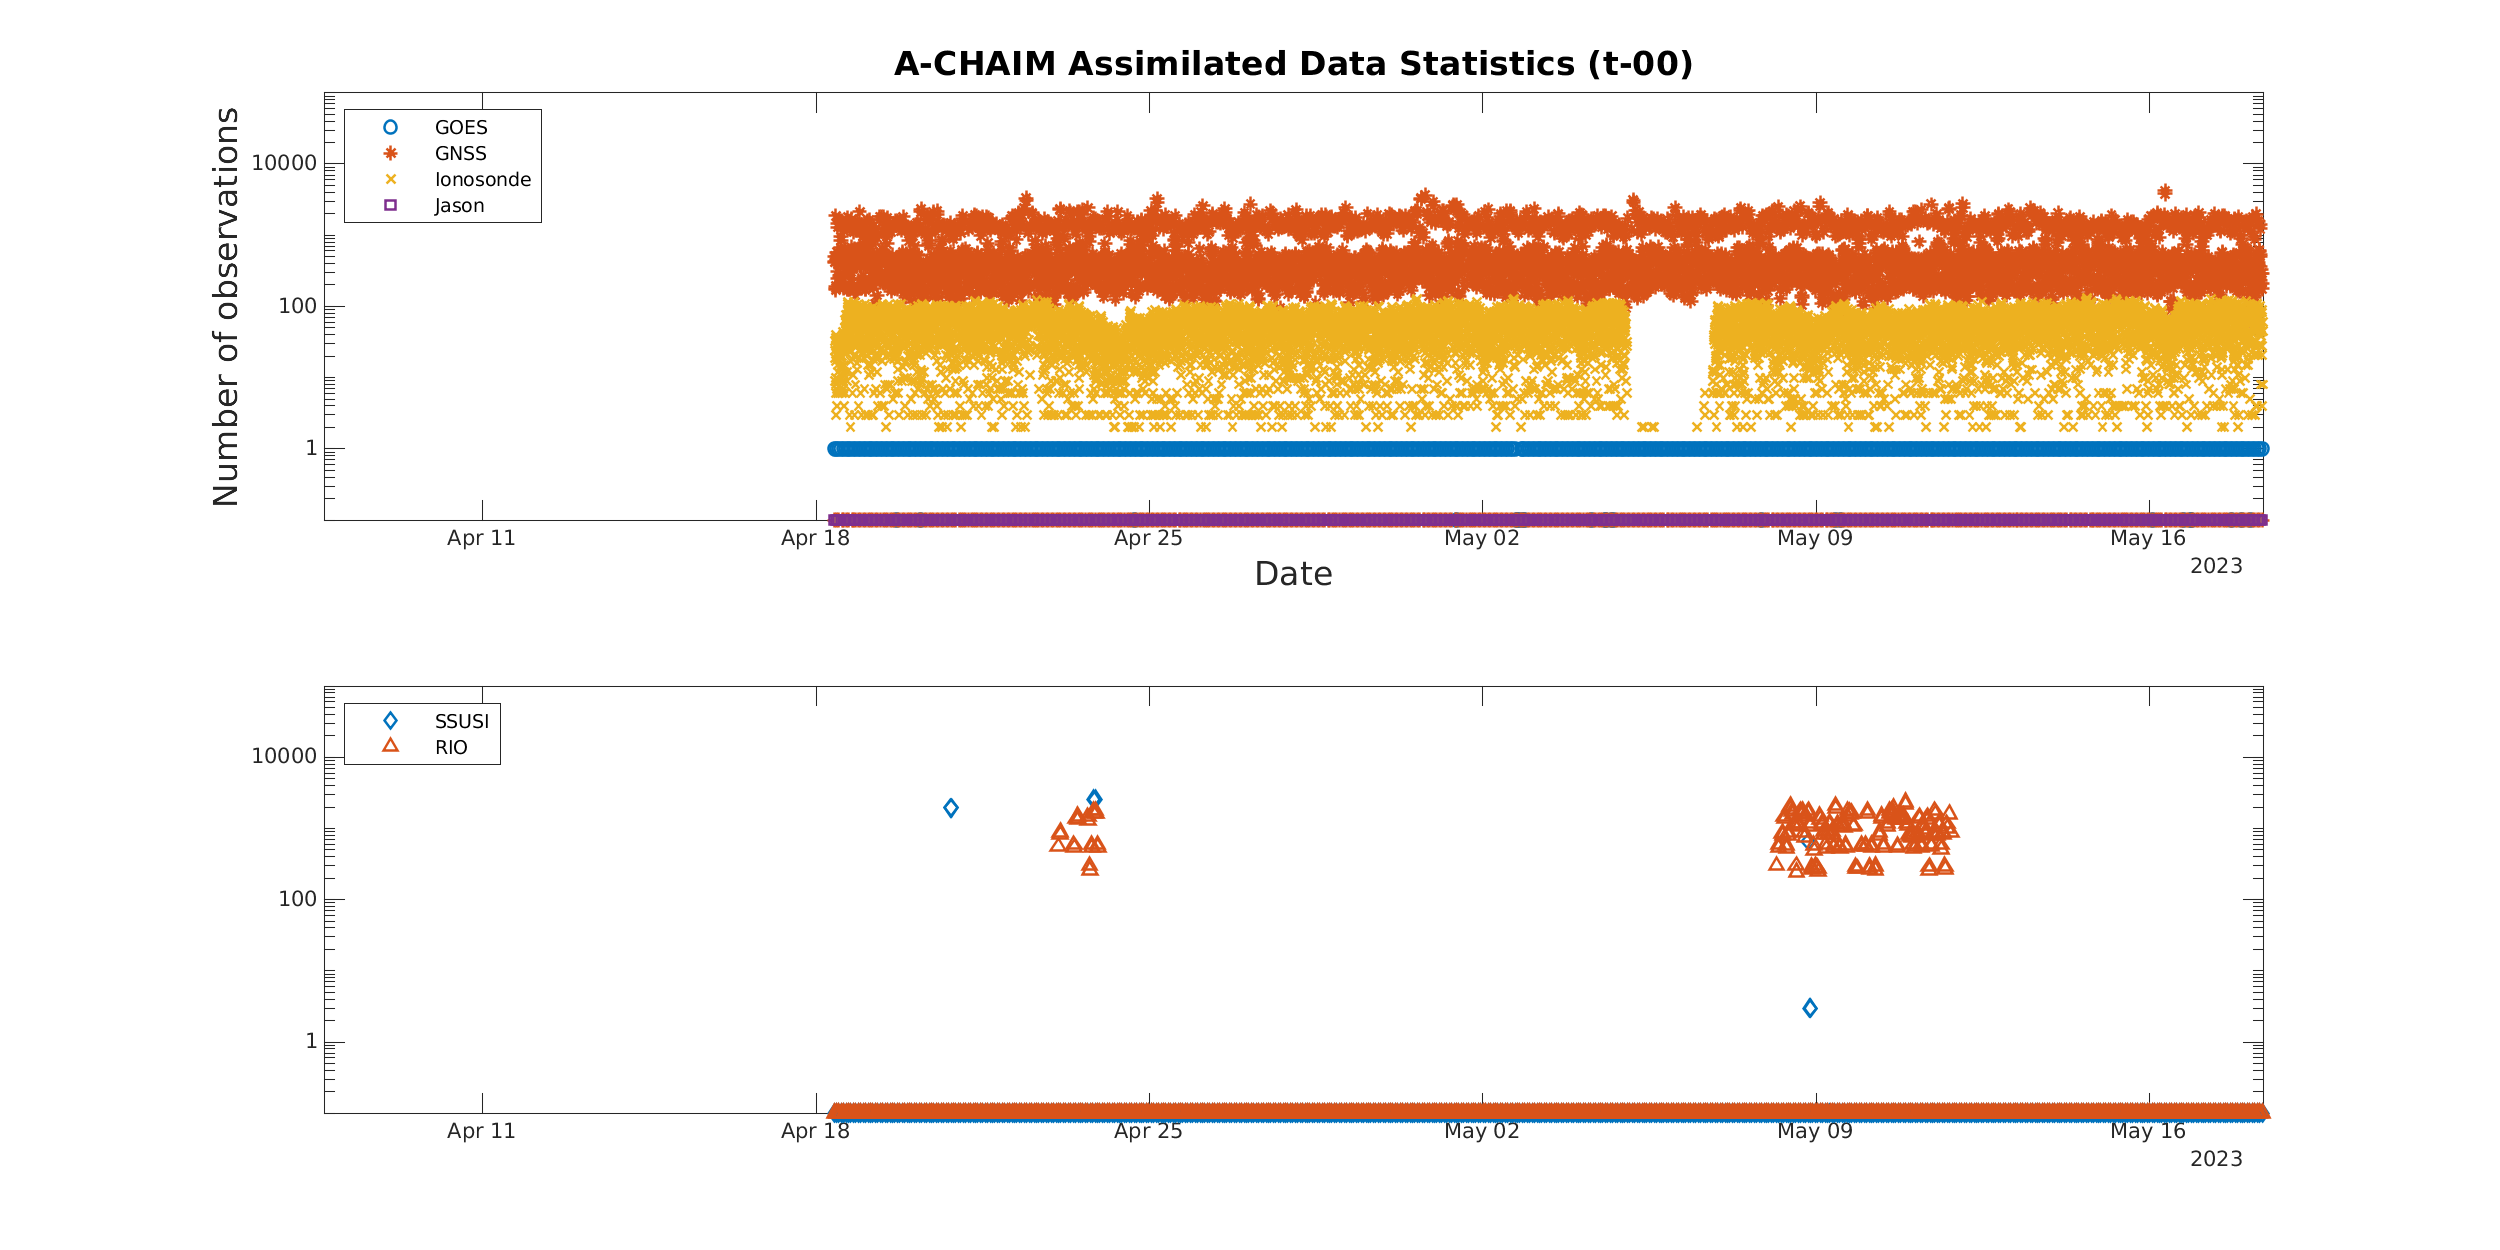 A-CHAIM Assimilated Data Statistics (t-00)
Number of observations
GOES
GNSS
Ionosonde
Jason
10000
100
1
Apr 11 Apr 18 Apr 25 May 02 May 09 May 16
2023
Date
SSUSI
RIO
10000
100
1
Apr 11 Apr 18 Apr 25 May 02 May 09 May 16
2023